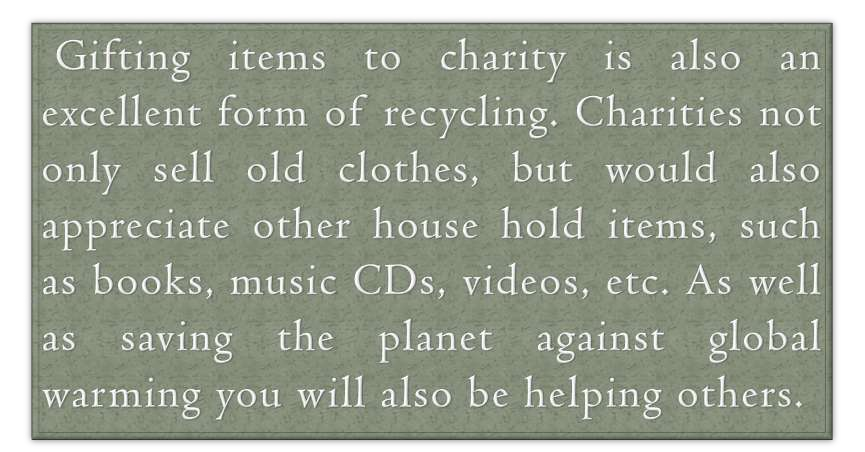 Gifting items to charity is also an
excellent form of recycling. Charities not
only sell old clothes, but would also
appreciate other house hold items, such
as books, music CDs, videos, etc. As well
as saving the planet against global
warming you will also be helping others.